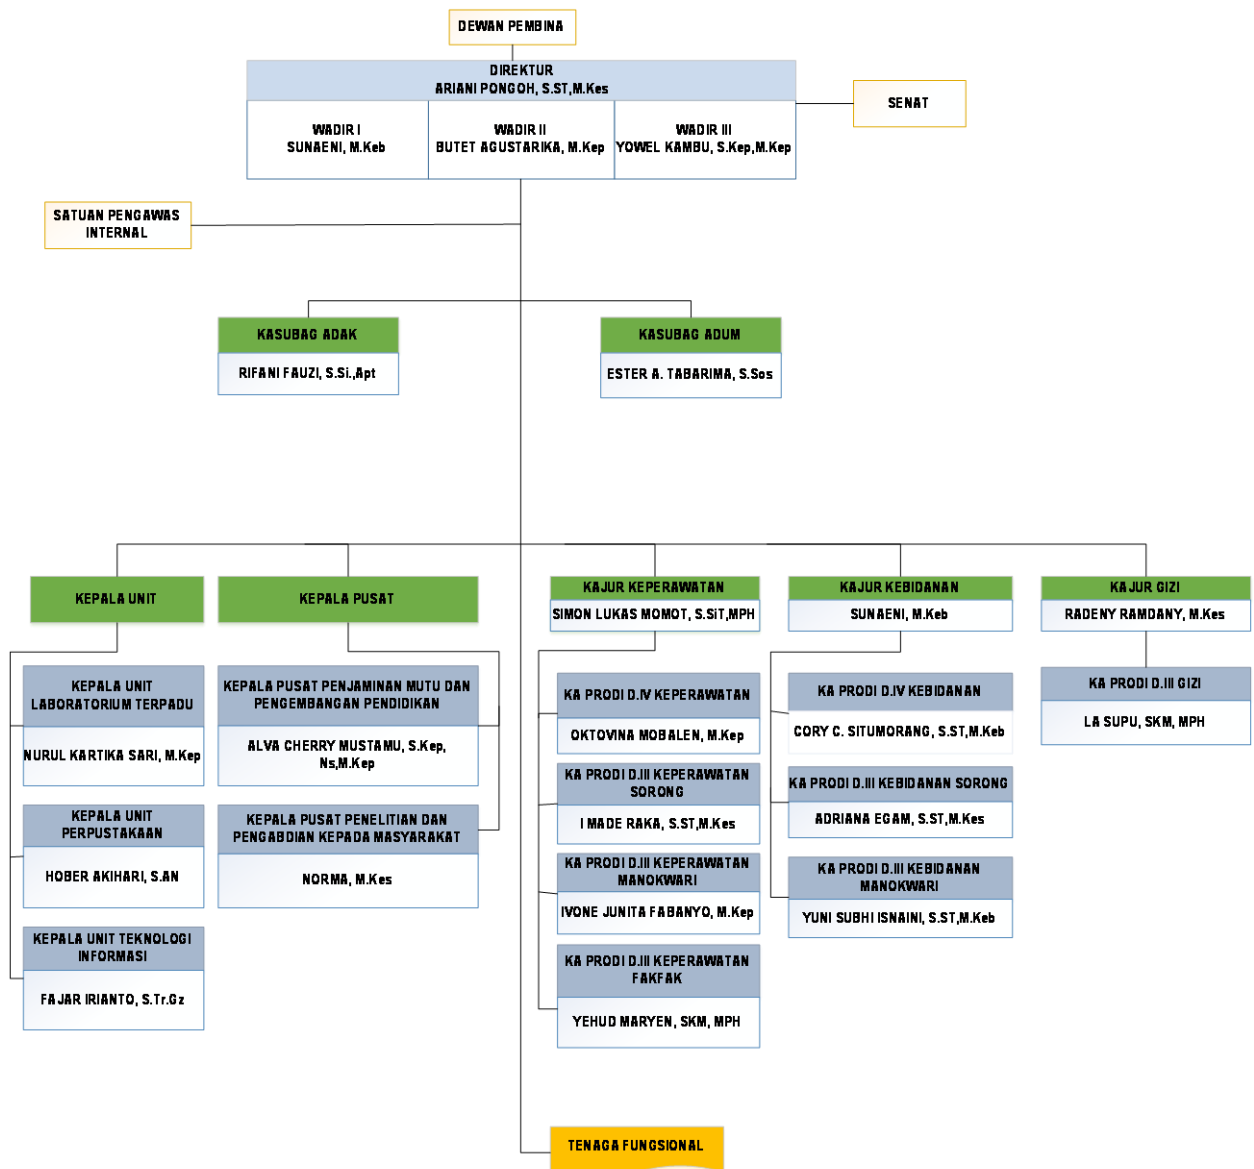 DEWAN PEMBINA
DIREKTUR
ARIANI PONGOH, S.ST,M.Kes
SENAT
WADIR I
SUNAENI, M.Keb
WADIR II
BUTET AGUSTARIKA, M.Kep
WADIR III
YOWEL KAMBU, S.Kep,M.Kep
SATUAN PENGAWAS
INTERNAL
KASUBAG ADAK
RIFANI FAUZI, S.Si.,Apt
KASUBAG ADUM
ESTER A. TABARIMA, S.Sos
KEPALA UNIT
KEPALA UNIT
LABORATORIUM TERPADU
NURUL KARTIKA SARI, M.Kep
KEPALA UNIT
PERPUSTAKAAN
HOBER AKIHARI, S.AN
KEPALA UNIT TEKNOLOGI
INFORMASI
FAJAR IRIANTO, S.Tr.Gz
KEPALA PUSAT
KEPALA PUSAT PENJAMINAN MUTU DAN
PENGEMBANGAN PENDIDIKAN
ALVA CHERRY MUSTAMU, S.Kep,
Ns,M.Kep
KEPALA PUSAT PENELITIAN DAN
PENGABDIAN KEPADA MASYARAKAT
NORMA, M.Kes
KAJUR KEPERAWATAN
SIMON LUKAS MOMOT, S.SiT,MPH
KA PRODI D.IV KEPERAWATAN
OKTOVINA MOBALEN, M.Kep
KA PRODI D.III KEPERAWATAN
SORONG
I MADE RAKA, S.ST,M.Kes
KA PRODI D.III KEPERAWATAN
MANOKWARI
IVONE JUNITA FABANYO, M.Kep
KA PRODI D.III KEPERAWATAN
FAKFAK
YEHUD MARYEN, SKM, MPH
KAJUR KEBIDANAN
SUNAENI, M.Keb
KA PRODI D.IV KEBIDANAN
CORY C. SITUMORANG, S.ST,M.Keb
KA PRODI D.III KEBIDANAN SORONG
ADRIANA EGAM, S.ST,M.Kes
KA PRODI D.III KEBIDANAN
MANOKWARI
YUNI SUBHI ISNAINI, S.ST,M.Keb
KAJUR GIZI
RADENY RAMDANY, M.Kes
KA PRODI D.III GIZI
LA SUPU, SKM, MPH
TENAGA FUNGSIONAL